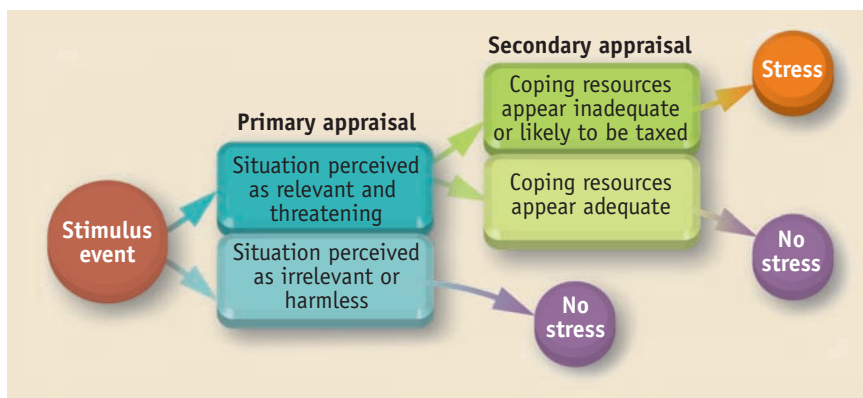 Stimulus
event
Primary appraisal
Situation perceived
as relevant and
threatening
Situation perceived
as irrelevant or
harmless
No
stress
Secondary appraisal
Coping resources
appear inadequate
or likely to be taxed
Coping resources
appear adequate
Stress
No
stress